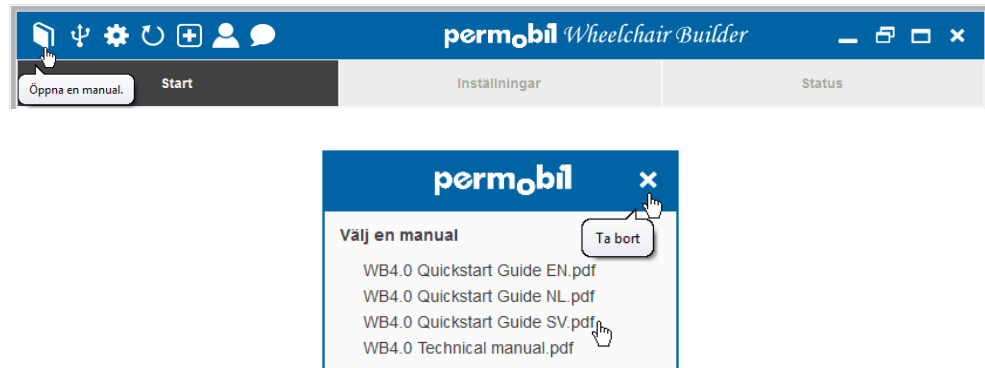 permobil Wheelchair Builder
Öppna en manual.
Start
Inställningar
Status
permobil
Ta bort
Välj en manual
WB4.0 Quickstart Guide EN.pdf
WB4.0 Quickstart Guide NL.pdf
WB4.0 Quickstart Guide SV.pdf
WB4.0 Technical manual.pdf